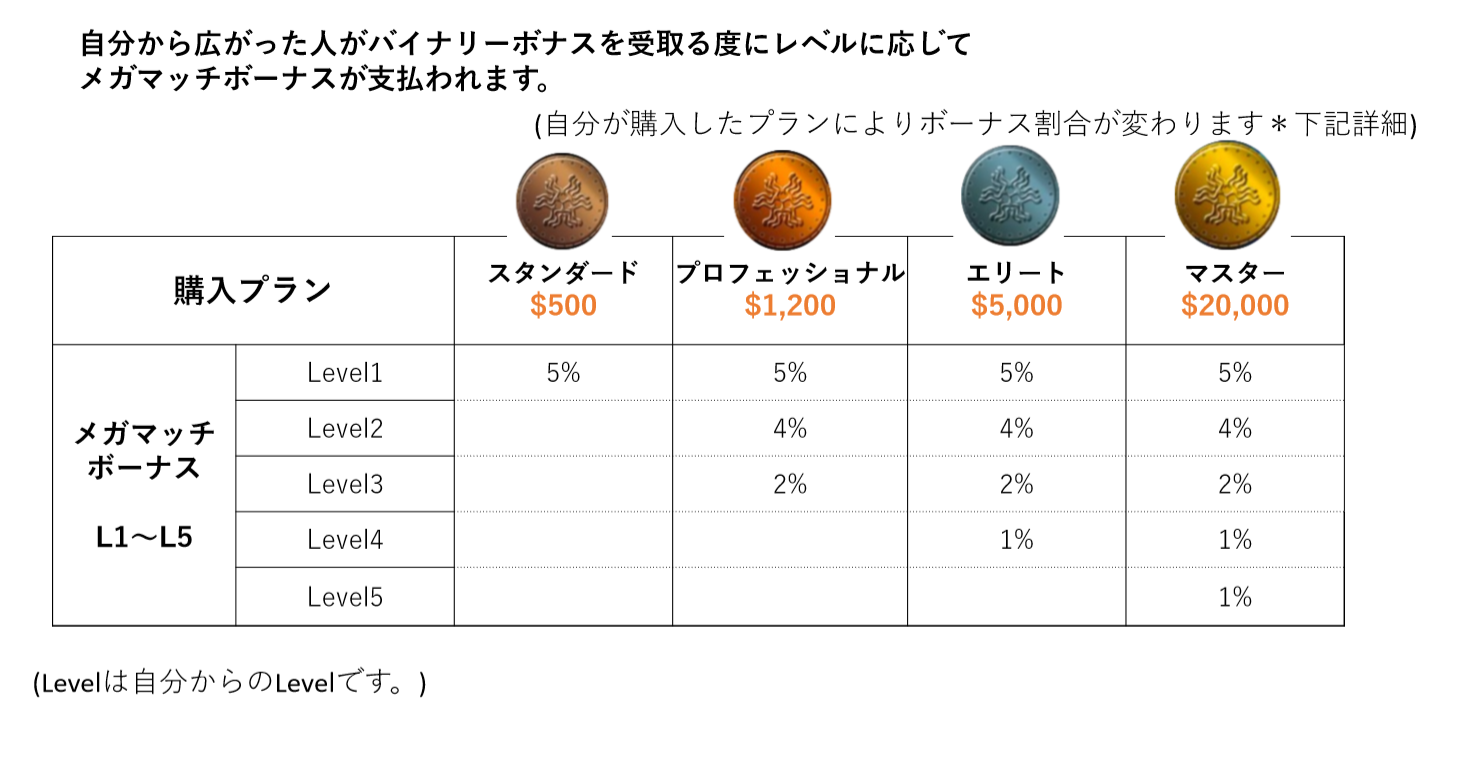 自分から広がった人がバイナリーボナスを受取る度にレベルに応じて
メガマッチボーナスが支払われます。
(自分が購入したプランによりボーナス割合が変わります＊下記詳細)
購入プラン スタンダード プロフェッショナル エリート マスター
$500 $1,200 $5,000 $20,000
メガマッチ
ボーナス
L1～L5
Level1 5% 5% 5% 5%
Level2 4% 4% 4%
Level3 2% 2% 2%
Level4 1% 1%
Level5 1%
(Levelは自分からのLevelです。)